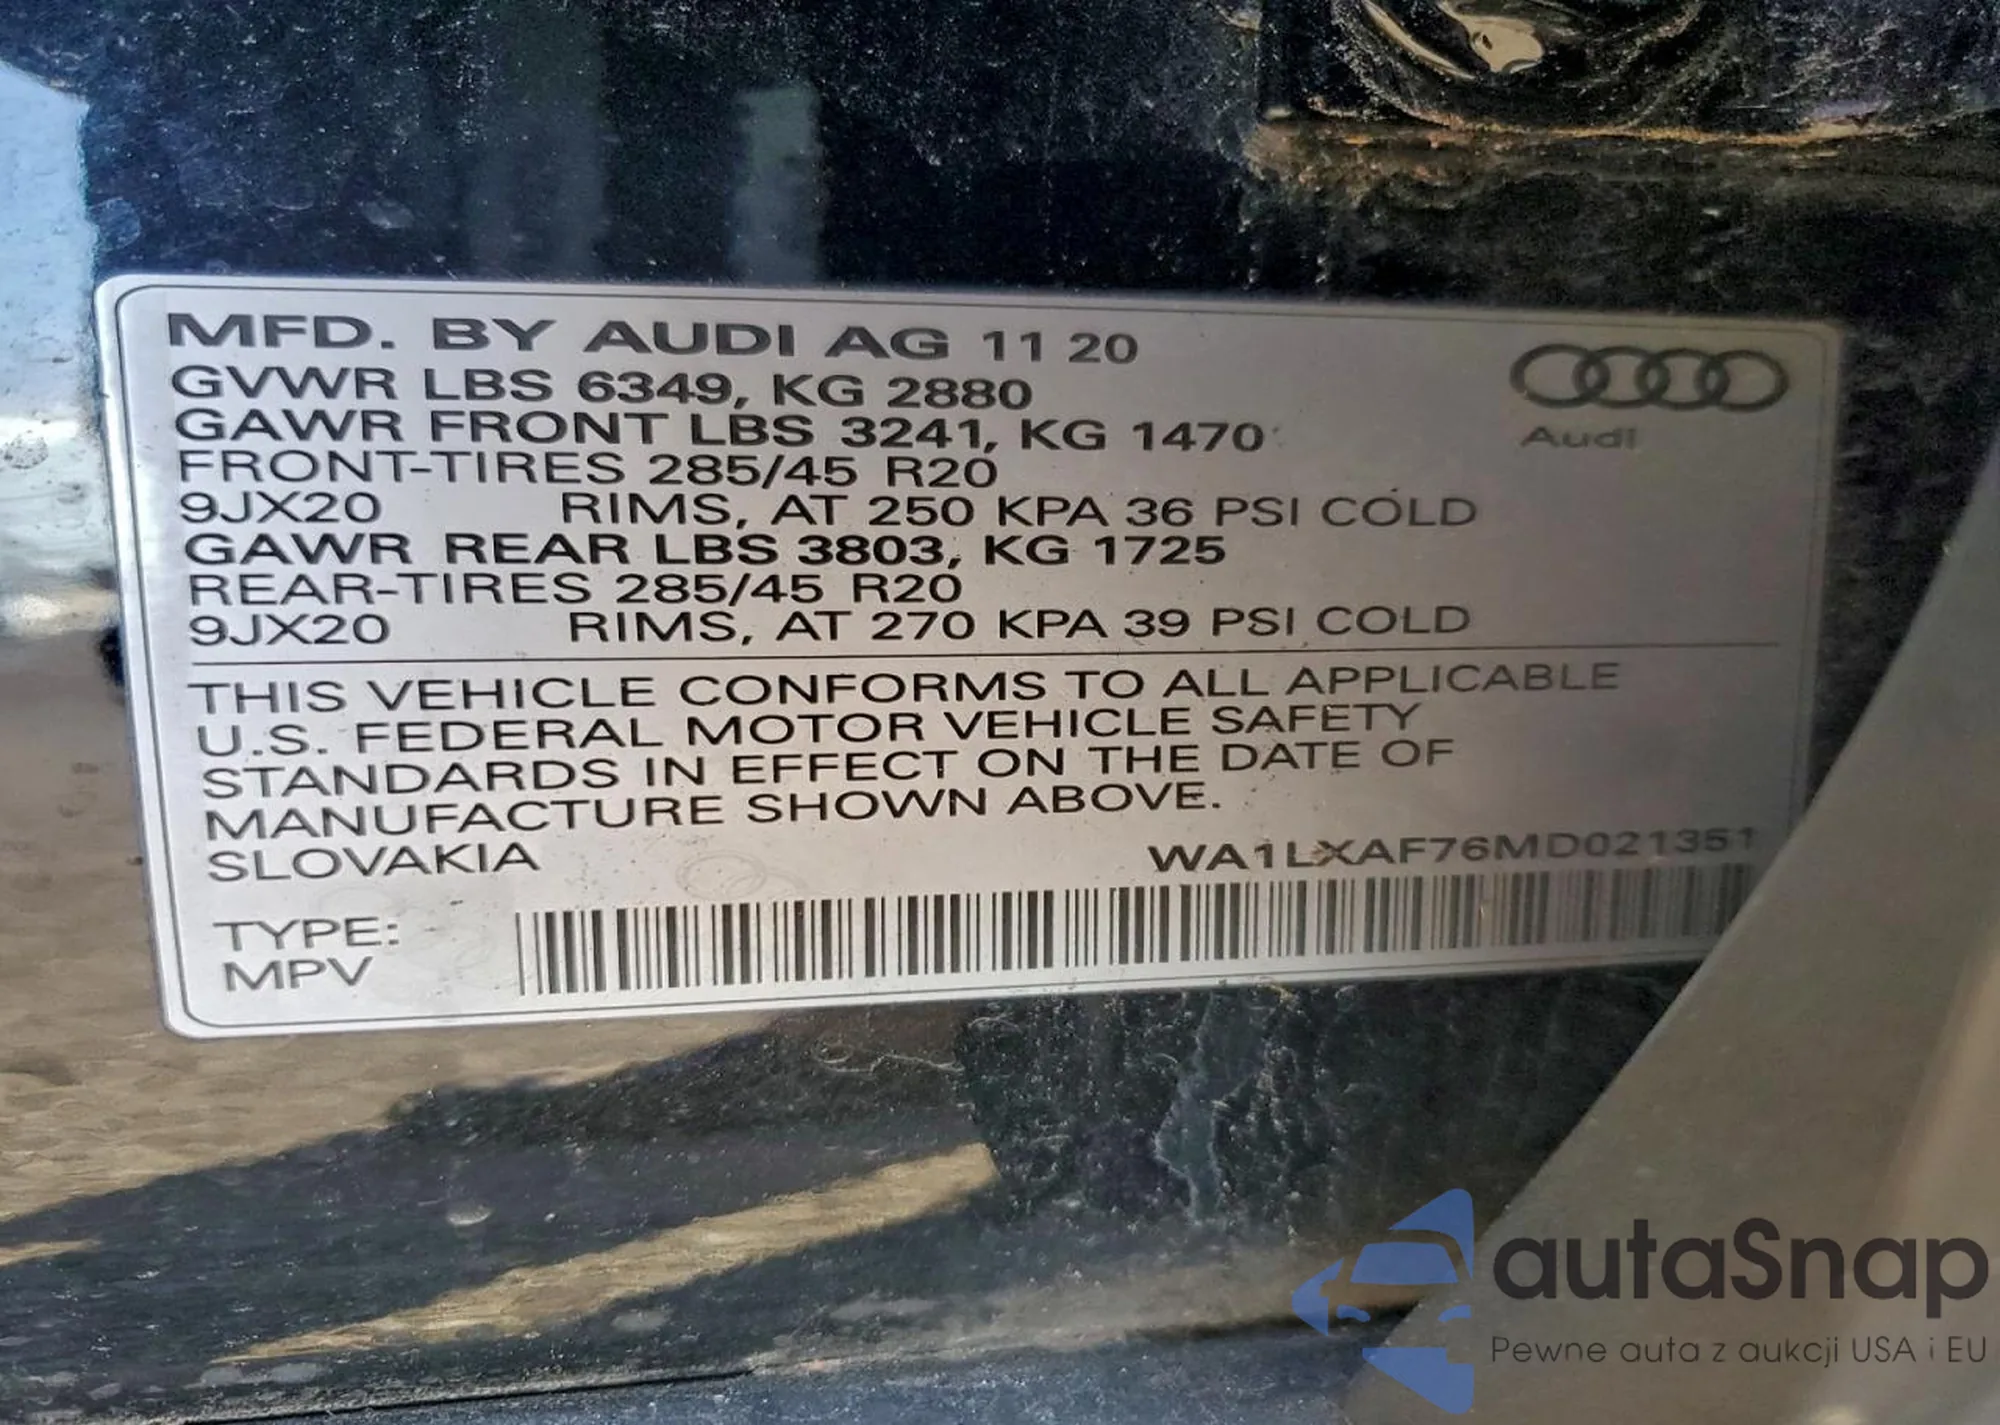 MFD. BY AUDI AG 11 20
GVWR LBS 6349, KG 2880
GAWR FRONT LBS 3241, KG 1470
FRONT-TIRES 285/45 R20
9JX20 RIMS, AT 250 KPA 36 PSI COLD
GAWR REAR LBS 3803, KG 1725
REAR-TIRES 285/45 R20
9JX20 RIMS, AT 270 KPA 39 PSI COLD
Audi
THIS VEHICLE CONFORMS TO ALL APPLICABLE
U.S. FEDERAL MOTOR VEHICLE SAFETY
STANDARDS IN EFFECT ON THE DATE OF
MANUFACTURE SHOWN ABOVE.
SLOVAKIA WA1LXAF76MD021351
TYPE:
MPV
autaSnap
Pewne auta z aukcji USA i EU